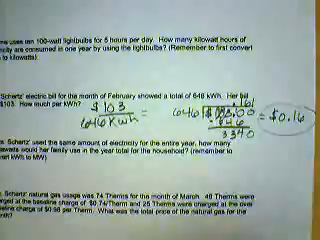 uses ten 100-watt lightbulbs for 5 hours per day. How many kilowatt hours of
are consumed in one year by using the lightbulbs? (Remember to first convert
to kilowatts)
Schertz' electric bill for the month of February showed a total of 646 kWh. Her bill
$103. How much per kWh?
$103 / 646 kWh =
.161
646 $103.00 = $0.16
646
3340
Schertz' used the same amount of electricity for the entire year, how many
would her family use in the year total for the household? (remember to
kWh to MW)
Schertz' natural gas usage was 74 Therms for the month of March. 48 Therms were
at the baseline charge of $0.74/Therm and 26 Therms were charged at the over
charge of $0.98 per Therm. What was the total price of the natural gas for the